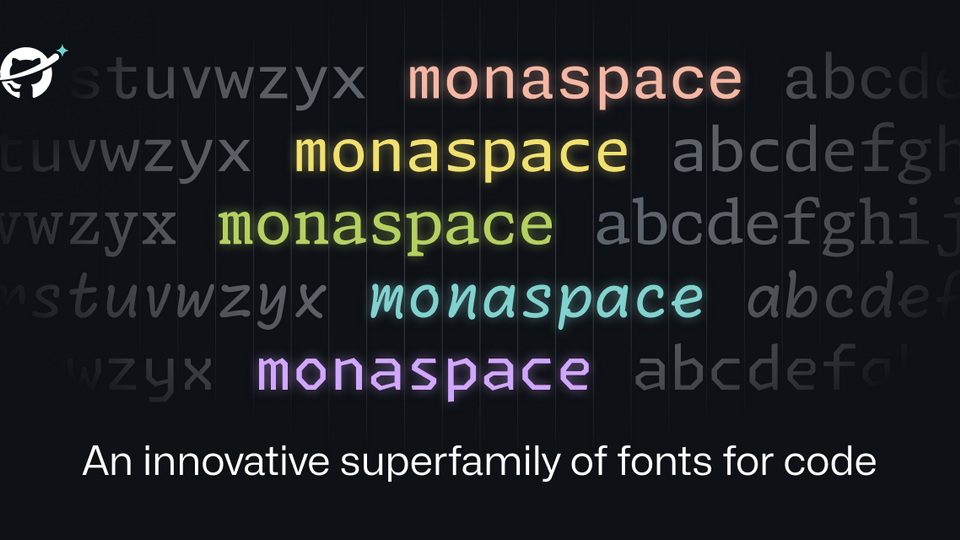 stuvwzyx monaspace abcde
tuvwzyx monaspace abcdefgh
vwzyx monaspace abcdefghij
stuvwzyx monaspace abcdef
wzyx monaspace abcdefg
An innovative superfamily of fonts for code